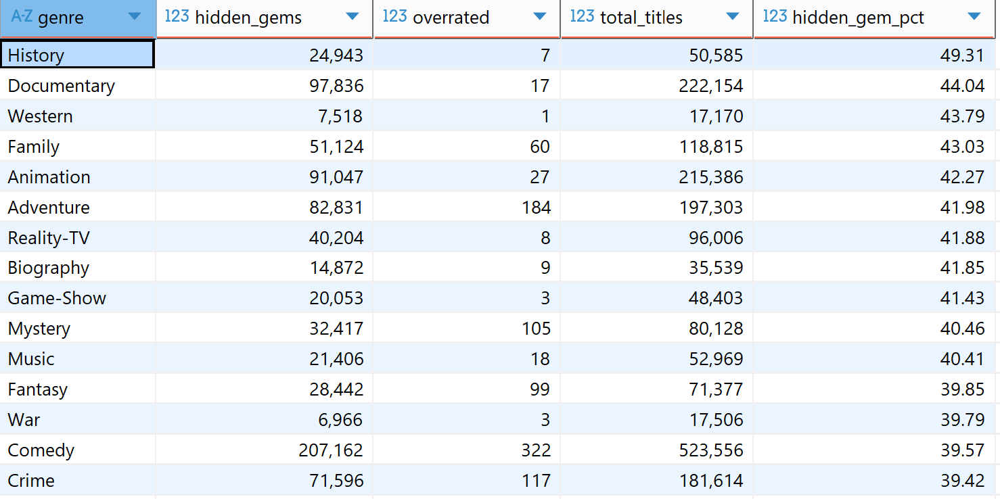 A-Z genre 123 hidden_gems 123 overrated 123 total_titles 123 hidden_gem_pct
History 24,943 7 50,585 49.31
Documentary 97,836 17 222,154 44.04
Western 7,518 1 17,170 43.79
Family 51,124 60 118,815 43.03
Animation 91,047 27 215,386 42.27
Adventure 82,831 184 197,303 41.98
Reality-TV 40,204 8 96,006 41.88
Biography 14,872 9 35,539 41.85
Game-Show 20,053 3 48,403 41.43
Mystery 32,417 105 80,128 40.46
Music 21,406 18 52,969 40.41
Fantasy 28,442 99 71,377 39.85
War 6,966 3 17,506 39.79
Comedy 207,162 322 523,556 39.57
Crime 71,596 117 181,614 39.42